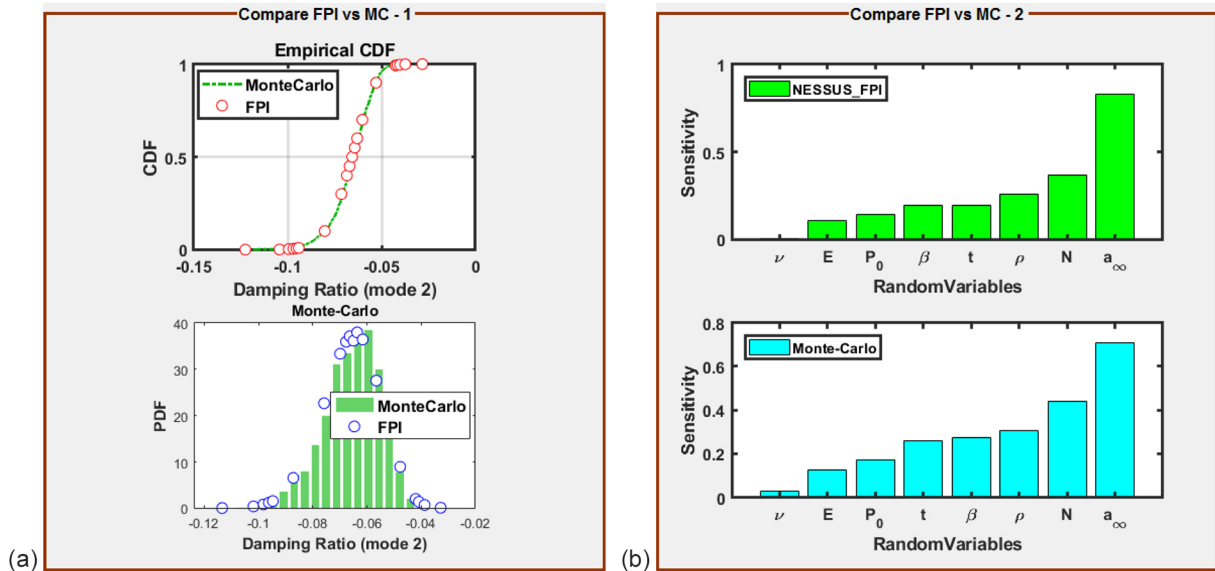 Compare FPI vs MC - 1
Empirical CDF
1
0.5
0
CDF
MonteCarlo
FPI
-0.15 -0.1 -0.05 0
Damping Ratio (mode 2)
Monte-Carlo
40
30
20
10
0
PDF
MonteCarlo
FPI
-0.12 -0.1 -0.08 -0.06 -0.04 -0.02
Damping Ratio (mode 2)
(a)
Compare FPI vs MC - 2
1
0.5
0
Sensitivity
NESSUS_FPI
ν E P₀ β t ρ N a∞
RandomVariables
0.8
0.6
0.4
0.2
0
Sensitivity
Monte-Carlo
ν E P₀ t β ρ N a∞
RandomVariables
(b)